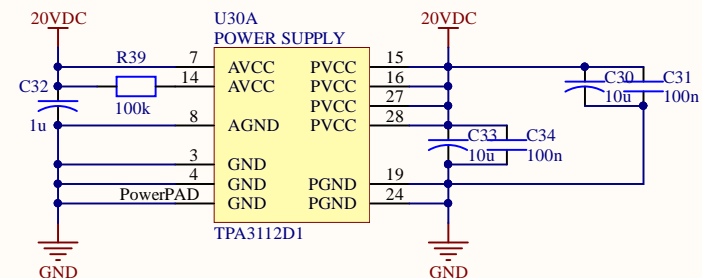 20VDC
U30A
POWER SUPPLY
20VDC
R39
7
AVCC
PVCC
15
14
AVCC
PVCC
16
C32
100k
PVCC
27
1u
8
AGND
PVCC
28
C30
10u
C31
100n
C33
10u
C34
100n
3
GND
4
GND
PGND
19
PowerPAD
GND
PGND
24
TPA3112D1
GND
GND